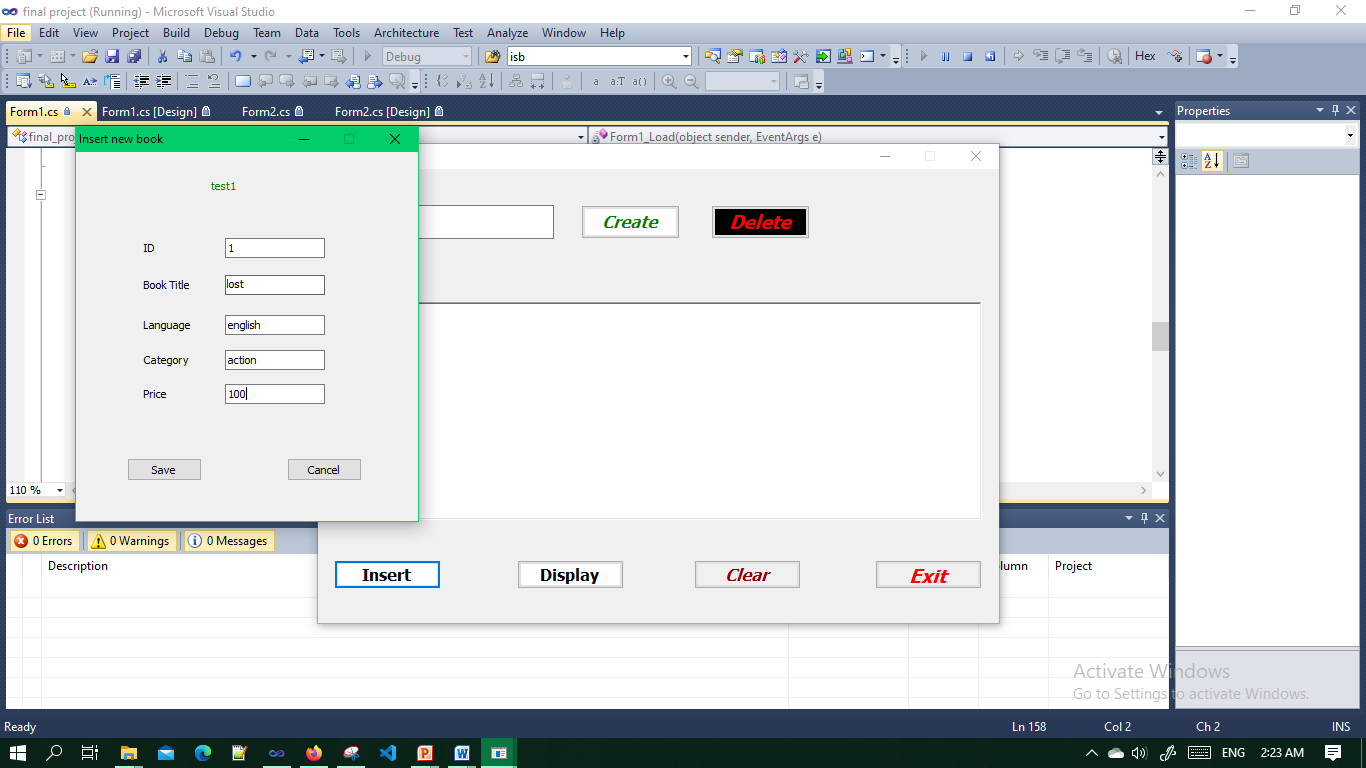 final project (Running) - Microsoft Visual Studio
File Edit View Project Build Debug Team Data Tools Architecture Test Analyze Window Help
Debug isb Hex
Form1.cs Form1.cs [Design] Form2.cs Form2.cs [Design] Properties
final_pro Form1_Load(object sender, EventArgs e)
Insert new book
test1
ID 1
Book Title lost
Language english
Category action
Price 100
Save Cancel
Create Delete
110 %
Error List
0 Errors 0 Warnings 0 Messages
Description Project
Insert Display Clear Exit
Activate Windows
Go to Settings to activate Windows.
Ready Ln 158 Col 2 Ch 2 INS
ENG 2:23 AM